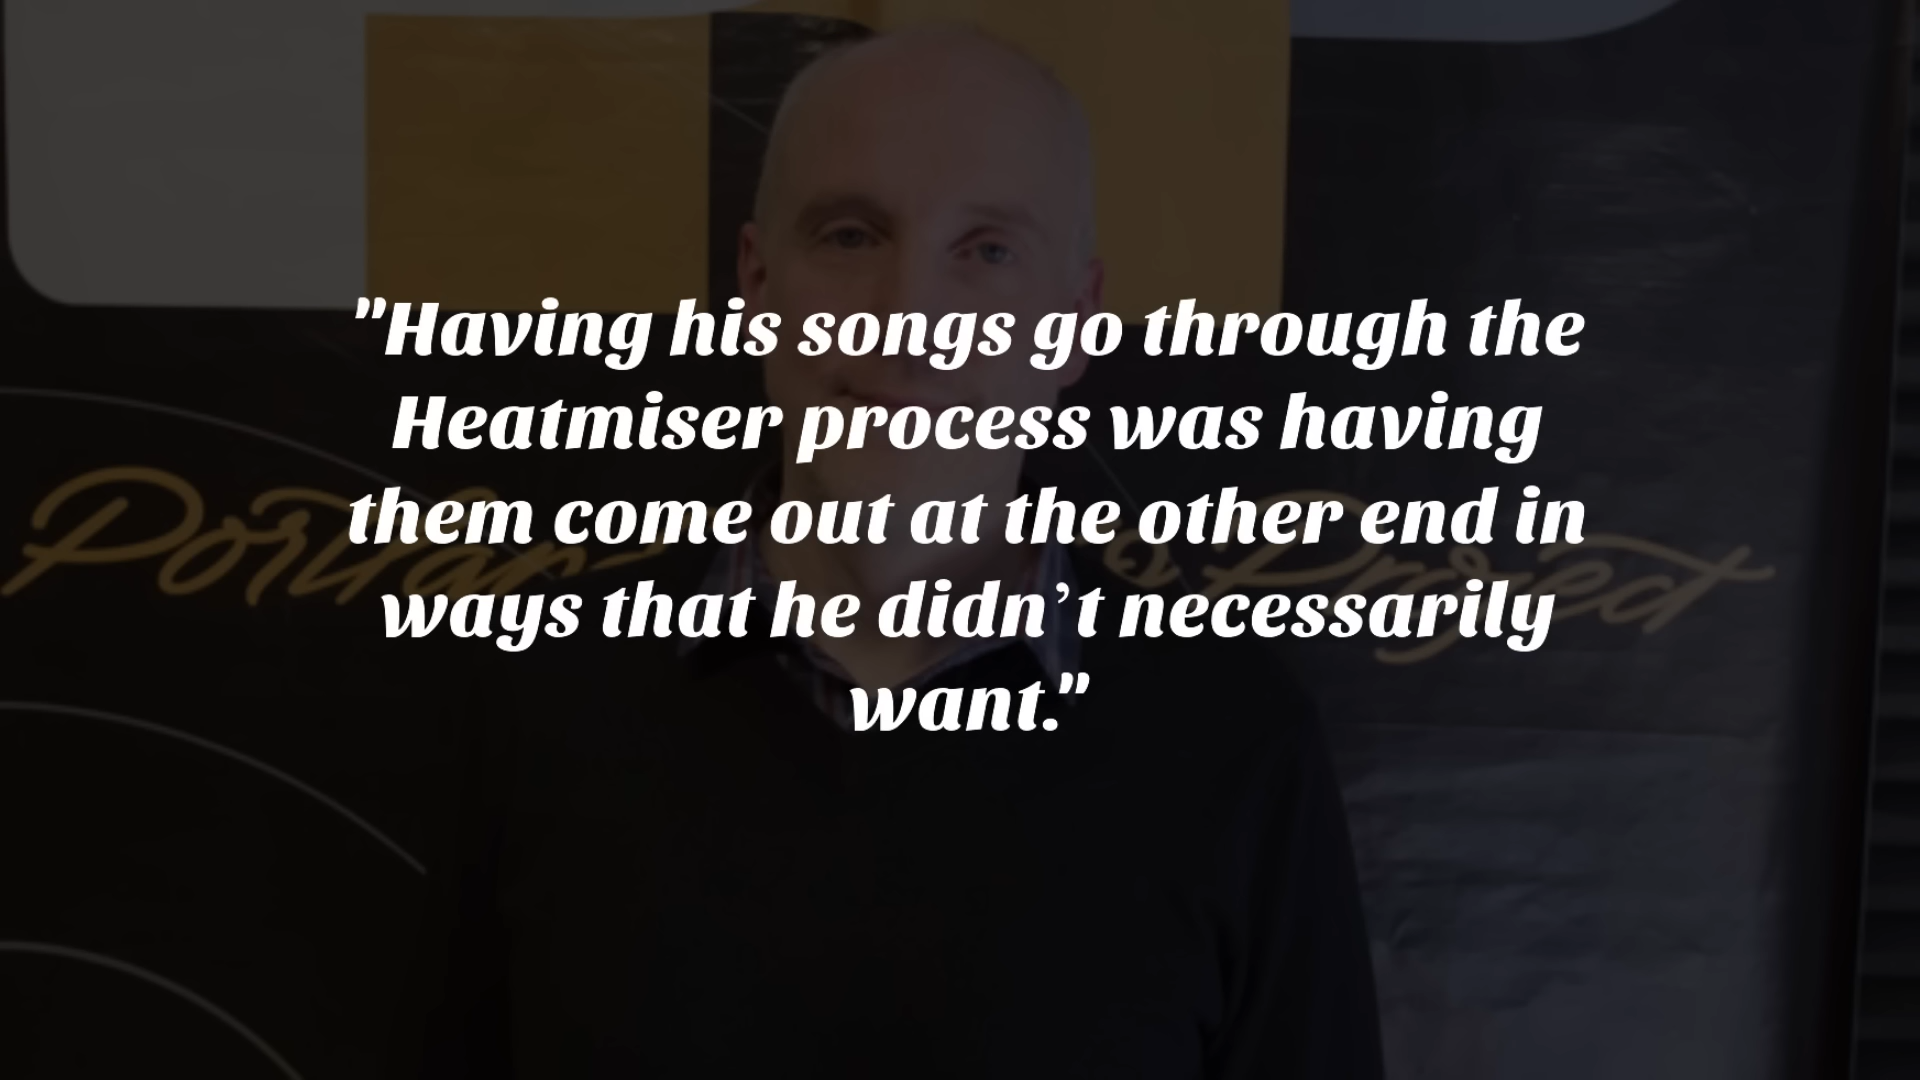 "Having his songs go through the
Heatmiser process was having
them come out at the other end in
ways that he didn’t necessarily
want."
Project